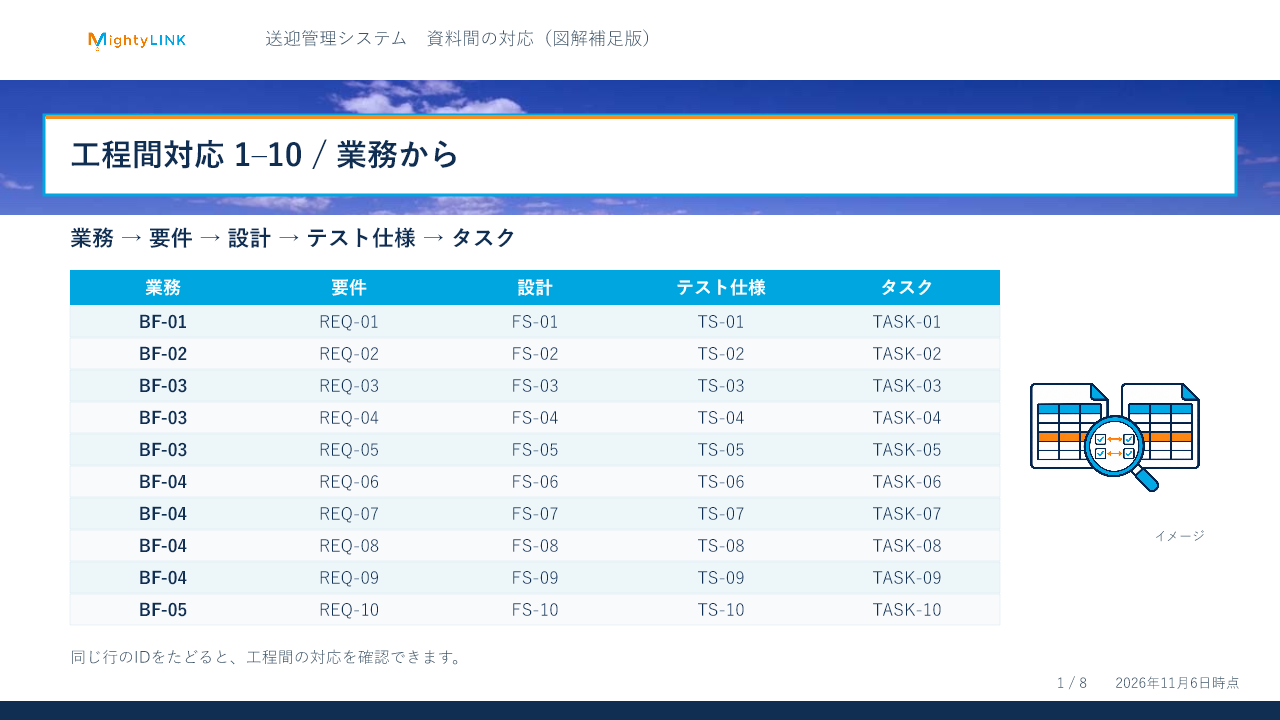 MightyLINK
送迎管理システム　資料間の対応（図解補足版）
工程間対応 1–10 / 業務から
業務 → 要件 → 設計 → テスト仕様 → タスク
業務 要件 設計 テスト仕様 タスク
BF-01 REQ-01 FS-01 TS-01 TASK-01
BF-02 REQ-02 FS-02 TS-02 TASK-02
BF-03 REQ-03 FS-03 TS-03 TASK-03
BF-03 REQ-04 FS-04 TS-04 TASK-04
BF-03 REQ-05 FS-05 TS-05 TASK-05
BF-04 REQ-06 FS-06 TS-06 TASK-06
BF-04 REQ-07 FS-07 TS-07 TASK-07
BF-04 REQ-08 FS-08 TS-08 TASK-08
BF-04 REQ-09 FS-09 TS-09 TASK-09
BF-05 REQ-10 FS-10 TS-10 TASK-10
イメージ
同じ行のIDをたどると、工程間の対応を確認できます。
1 / 8 2026年11月6日時点